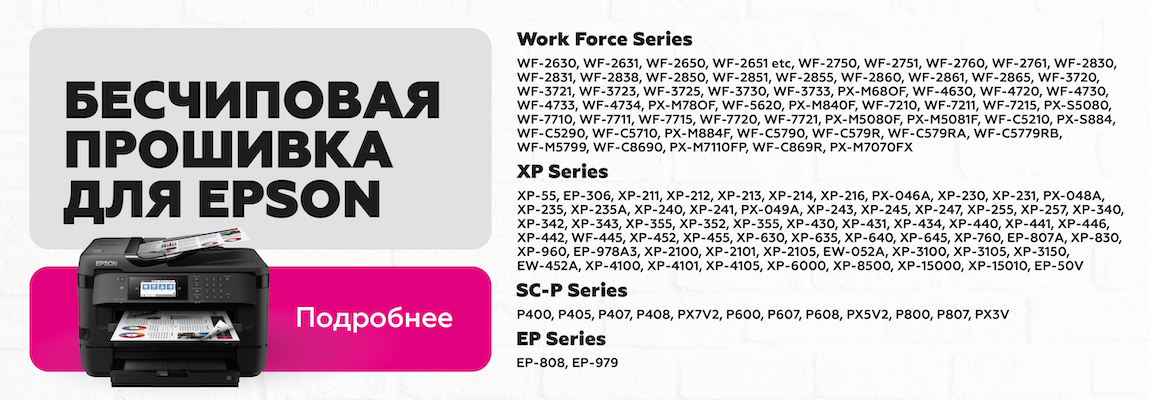 БЕСЧИПОВАЯ
ПРОШИВКА
ДЛЯ EPSON
EPSON
Подробнее
Work Force Series
WF-2630, WF-2631, WF-2650, WF-2651 etc, WF-2750, WF-2751, WF-2760, WF-2761, WF-2830,
WF-2831, WF-2838, WF-2850, WF-2851, WF-2855, WF-2860, WF-2861, WF-2865, WF-3720,
WF-3721, WF-3723, WF-3725, WF-3730, WF-3733, PX-M68OF, WF-4630, WF-4720, WF-4730,
WF-4733, WF-4734, PX-M78OF, WF-5620, PX-M840F, WF-7210, WF-7211, WF-7215, PX-S5080,
WF-7710, WF-7711, WF-7715, WF-7720, WF-7721, PX-M5080F, PX-M5081F, WF-C5210, PX-S884,
WF-C5290, WF-C5710, PX-M884F, WF-C5790, WF-C579R, WF-C579RA, WF-C5779RB,
WF-M5799, WF-C8690, PX-M7110FP, WF-C869R, PX-M7070FX
XP Series
XP-55, EP-306, XP-211, XP-212, XP-213, XP-214, XP-216, PX-046A, XP-230, XP-231, PX-048A,
XP-235, XP-235A, XP-240, XP-241, PX-049A, XP-243, XP-245, XP-247, XP-255, XP-257, XP-340,
XP-342, XP-343, XP-355, XP-352, XP-355, XP-430, XP-431, XP-434, XP-440, XP-441, XP-446,
XP-442, WF-445, XP-452, XP-455, XP-630, XP-635, XP-640, XP-645, XP-760, EP-807A, XP-830,
XP-960, EP-978A3, XP-2100, XP-2101, XP-2105, EW-052A, XP-3100, XP-3105, XP-3150,
EW-452A, XP-4100, XP-4101, XP-4105, XP-6000, XP-8500, XP-15000, XP-15010, EP-50V
SC-P Series
P400, P405, P407, P408, PX7V2, P600, P607, P608, PX5V2, P800, P807, PX3V
EP Series
EP-808, EP-979